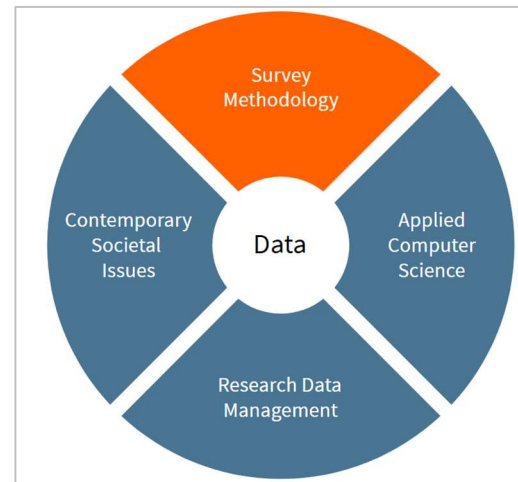 Survey
Methodology
Contemporary
Societal
Issues
Data
Applied
Computer
Science
Research Data
Management